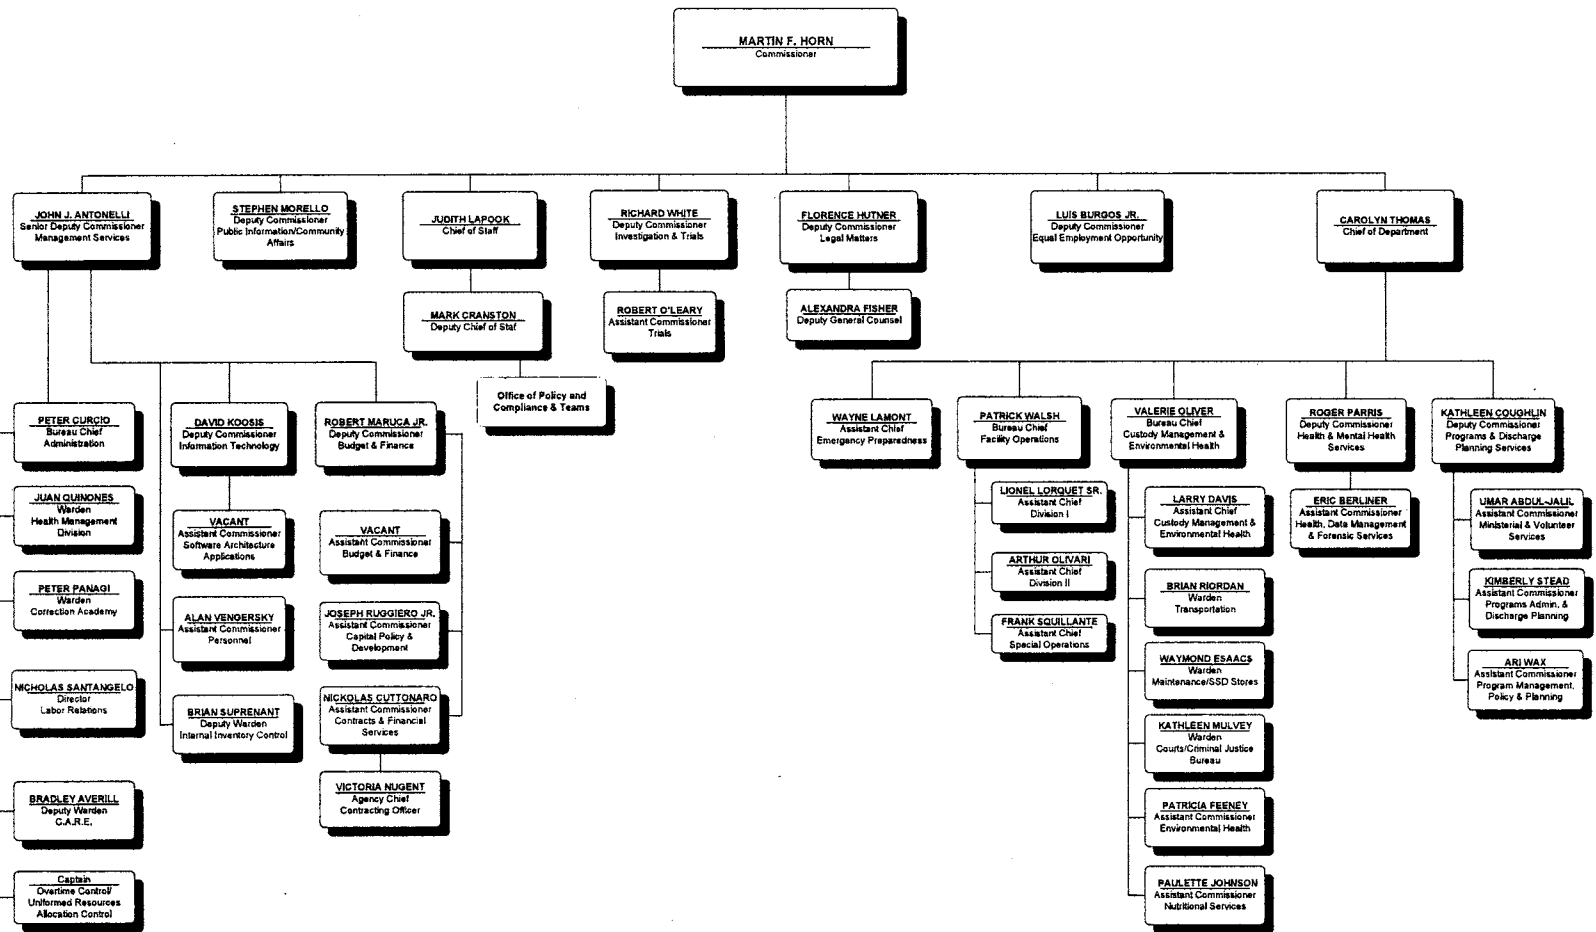 MARTIN F. HORN
Commissioner
JOHN J. ANTONELLI
Senior Deputy Commissioner
Management Services
STEPHEN MORELLO
Deputy Commissioner
Public Information/Community
Affairs
JUDITH LAPOOK
Chief of Staff
RICHARD WHITE
Deputy Commissioner
Investigation & Trials
FLORENCE HUTNER
Deputy Commissioner
Legal Matters
LUIS BURGOS JR.
Deputy Commissioner
Equal Employment Opportunity
CAROLYN THOMAS
Chief of Department
MARK CRANSTON
Deputy Chief of Staf
ROBERT O'LEARY
Assistant Commissioner
Trials
ALEXANDRA FISHER
Deputy General Counsel
Office of Policy and
Compliance & Teams
PETER CURCIO
Bureau Chief
Administration
DAVID KOOSIS
Deputy Commissioner
Information Technology
ROBERT MARUCA JR.
Deputy Commissioner
Budget & Finance
WAYNE LAMONT
Assistant Chief
Emergency Preparedness
PATRICK WALSH
Bureau Chief
Facility Operations
VALERIE OLIVER
Bureau Chief
Custody Management &
Environmental Health
ROGER PARRIS
Deputy Commissioner
Health & Mental Health
Services
KATHLEEN COUGHLIN
Deputy Commissioner
Programs & Discharge
Planning Services
JUAN QUINONES
Warden
Health Management
Division
VACANT
Assistant Commissioner
Software Architecture
Applications
VACANT
Assistant Commissioner
Budget & Finance
LIONEL LORQUET SR.
Assistant Chief
Division I
LARRY DAVIS
Assistant Chief
Custody Management &
Environmental Health
ERIC BERLINER
Assistant Commissioner
Health, Data Management
& Forensic Services
UMAR ABDUL-JALIL
Assistant Commissioner
Ministerial & Volunteer
Services
PETER PANAGI
Warden
Correction Academy
ALAN VENGERSKY
Assistant Commissioner
Personnel
JOSEPH RUGGIERO JR.
Assistant Commissioner
Capital Policy &
Development
ARTHUR OLIVARI
Assistant Chief
Division II
BRIAN RIORDAN
Warden
Transportation
KIMBERLY STEAD
Assistant Commissioner
Programs Admin. &
Discharge Planning
FRANK SQUILLANTE
Assistant Chief
Special Operations
WAYMOND ESAACS
Warden
Maintenance/SSD Stores
ARI WAX
Assistant Commissioner
Program Management,
Policy & Planning
NICHOLAS SANTANGELO
Director
Labor Relations
BRIAN SUPRENANT
Deputy Warden
Internal Inventory Control
NICKOLAS CUTTONARO
Assistant Commissioner
Contracts & Financial
Services
KATHLEEN MULVEY
Warden
Courts/Criminal Justice
Bureau
BRADLEY AVERILL
Deputy Warden
C.A.R.E.
VICTORIA NUGENT
Agency Chief
Contracting Officer
PATRICIA FEENEY
Assistant Commissioner
Environmental Health
Captain
Overtime Control/
Uniformed Resources
Allocation Control
PAULETTE JOHNSON
Assistant Commissioner
Nutritional Services